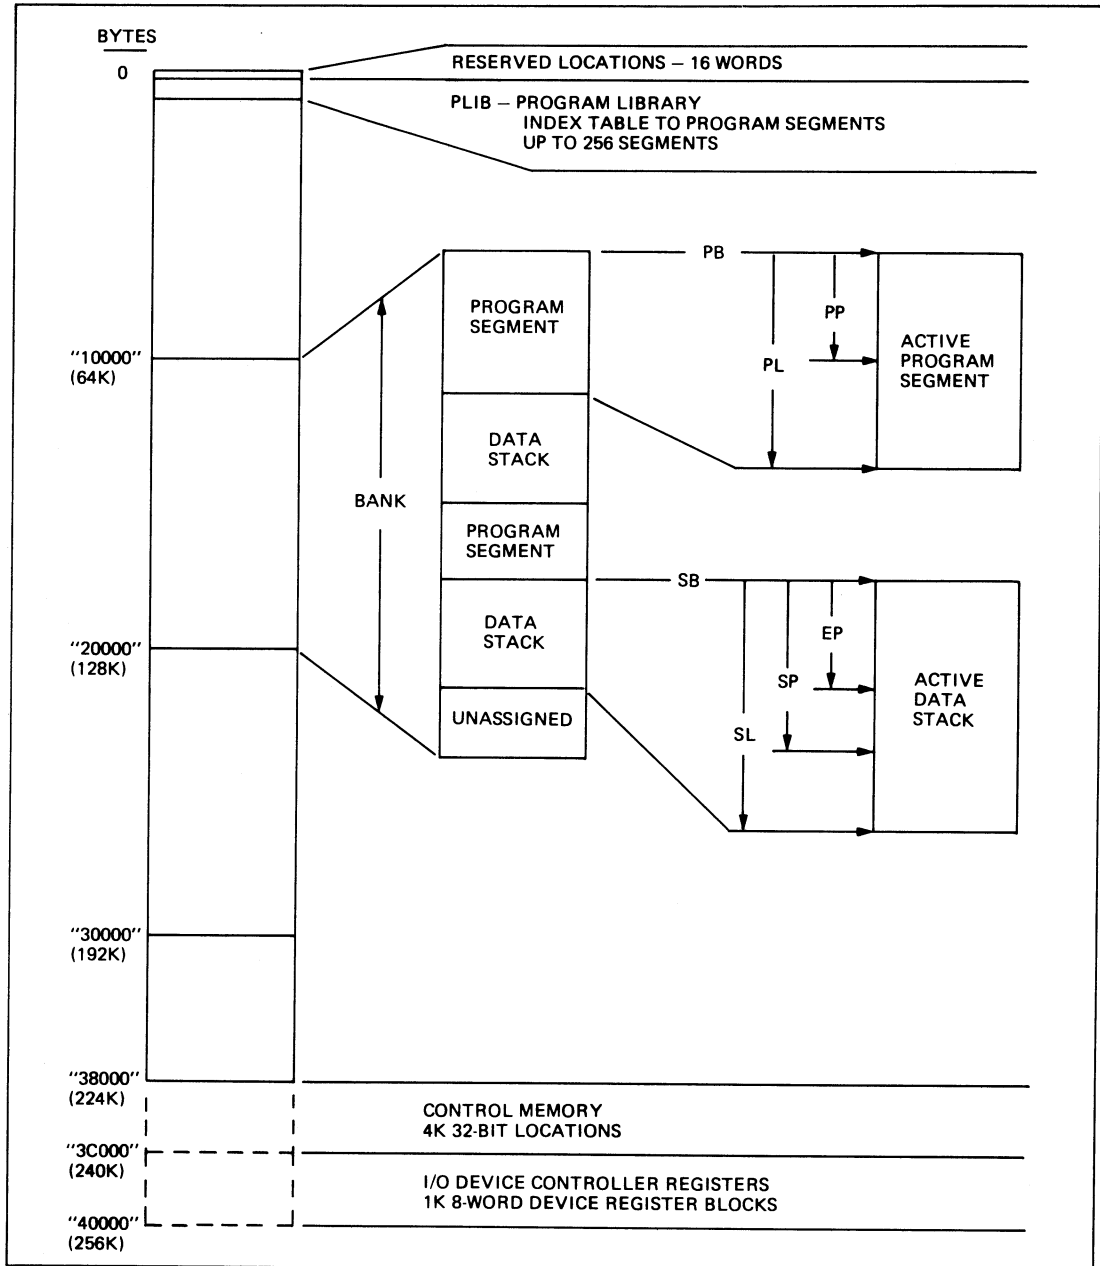 BYTES
0
RESERVED LOCATIONS – 16 WORDS
PLIB – PROGRAM LIBRARY
INDEX TABLE TO PROGRAM SEGMENTS
UP TO 256 SEGMENTS
"10000"
(64K)
"20000"
(128K)
"30000"
(192K)
"38000"
(224K)
"3C000"
(240K)
"40000"
(256K)
BANK
PROGRAM
SEGMENT
DATA
STACK
PROGRAM
SEGMENT
DATA
STACK
UNASSIGNED
PB
PP
PL
ACTIVE
PROGRAM
SEGMENT
SB
EP
SP
SL
ACTIVE
DATA
STACK
CONTROL MEMORY
4K 32-BIT LOCATIONS
I/O DEVICE CONTROLLER REGISTERS
1K 8-WORD DEVICE REGISTER BLOCKS